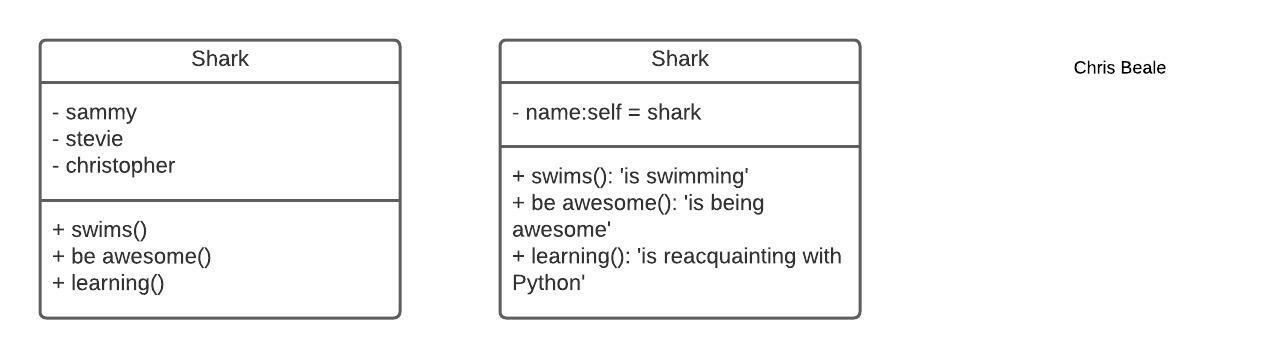 Shark
- sammy
- stevie
- christopher
+ swims()
+ be awesome()
+ learning()
Shark
- name:self = shark
+ swims(): 'is swimming'
+ be awesome(): 'is being
awesome'
+ learning(): 'is reacquainting with
Python'
Chris Beale